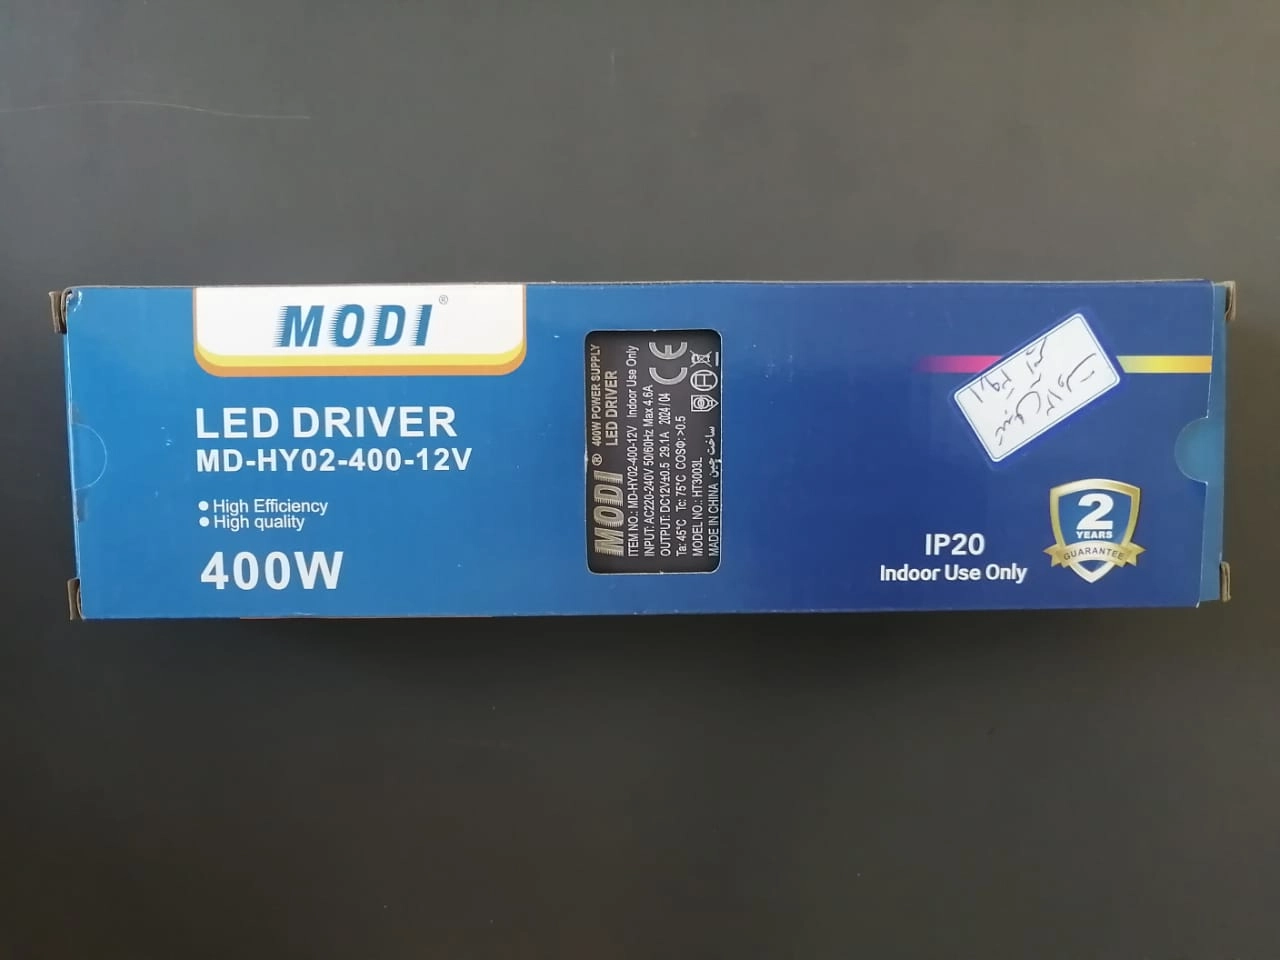 MODI®
LED DRIVER
MD-HY02-400-12V
High Efficiency
High quality
400W
MODI®
400W POWER SUPPLY
LED DRIVER
ITEM NO.: MD-HY02-400-12V Indoor Use Only
INPUT: AC220-240V 50/60Hz Max 4.6A
OUTPUT: DC12V±0.5 29.1A 2024/04
Ta: 45°C Tc: 75°C COSΦ: >0.5
MODEL NO.: HT3003L
MADE IN CHINA ساخت چین
CE
IP20
Indoor Use Only
2
YEARS
GUARANTEE